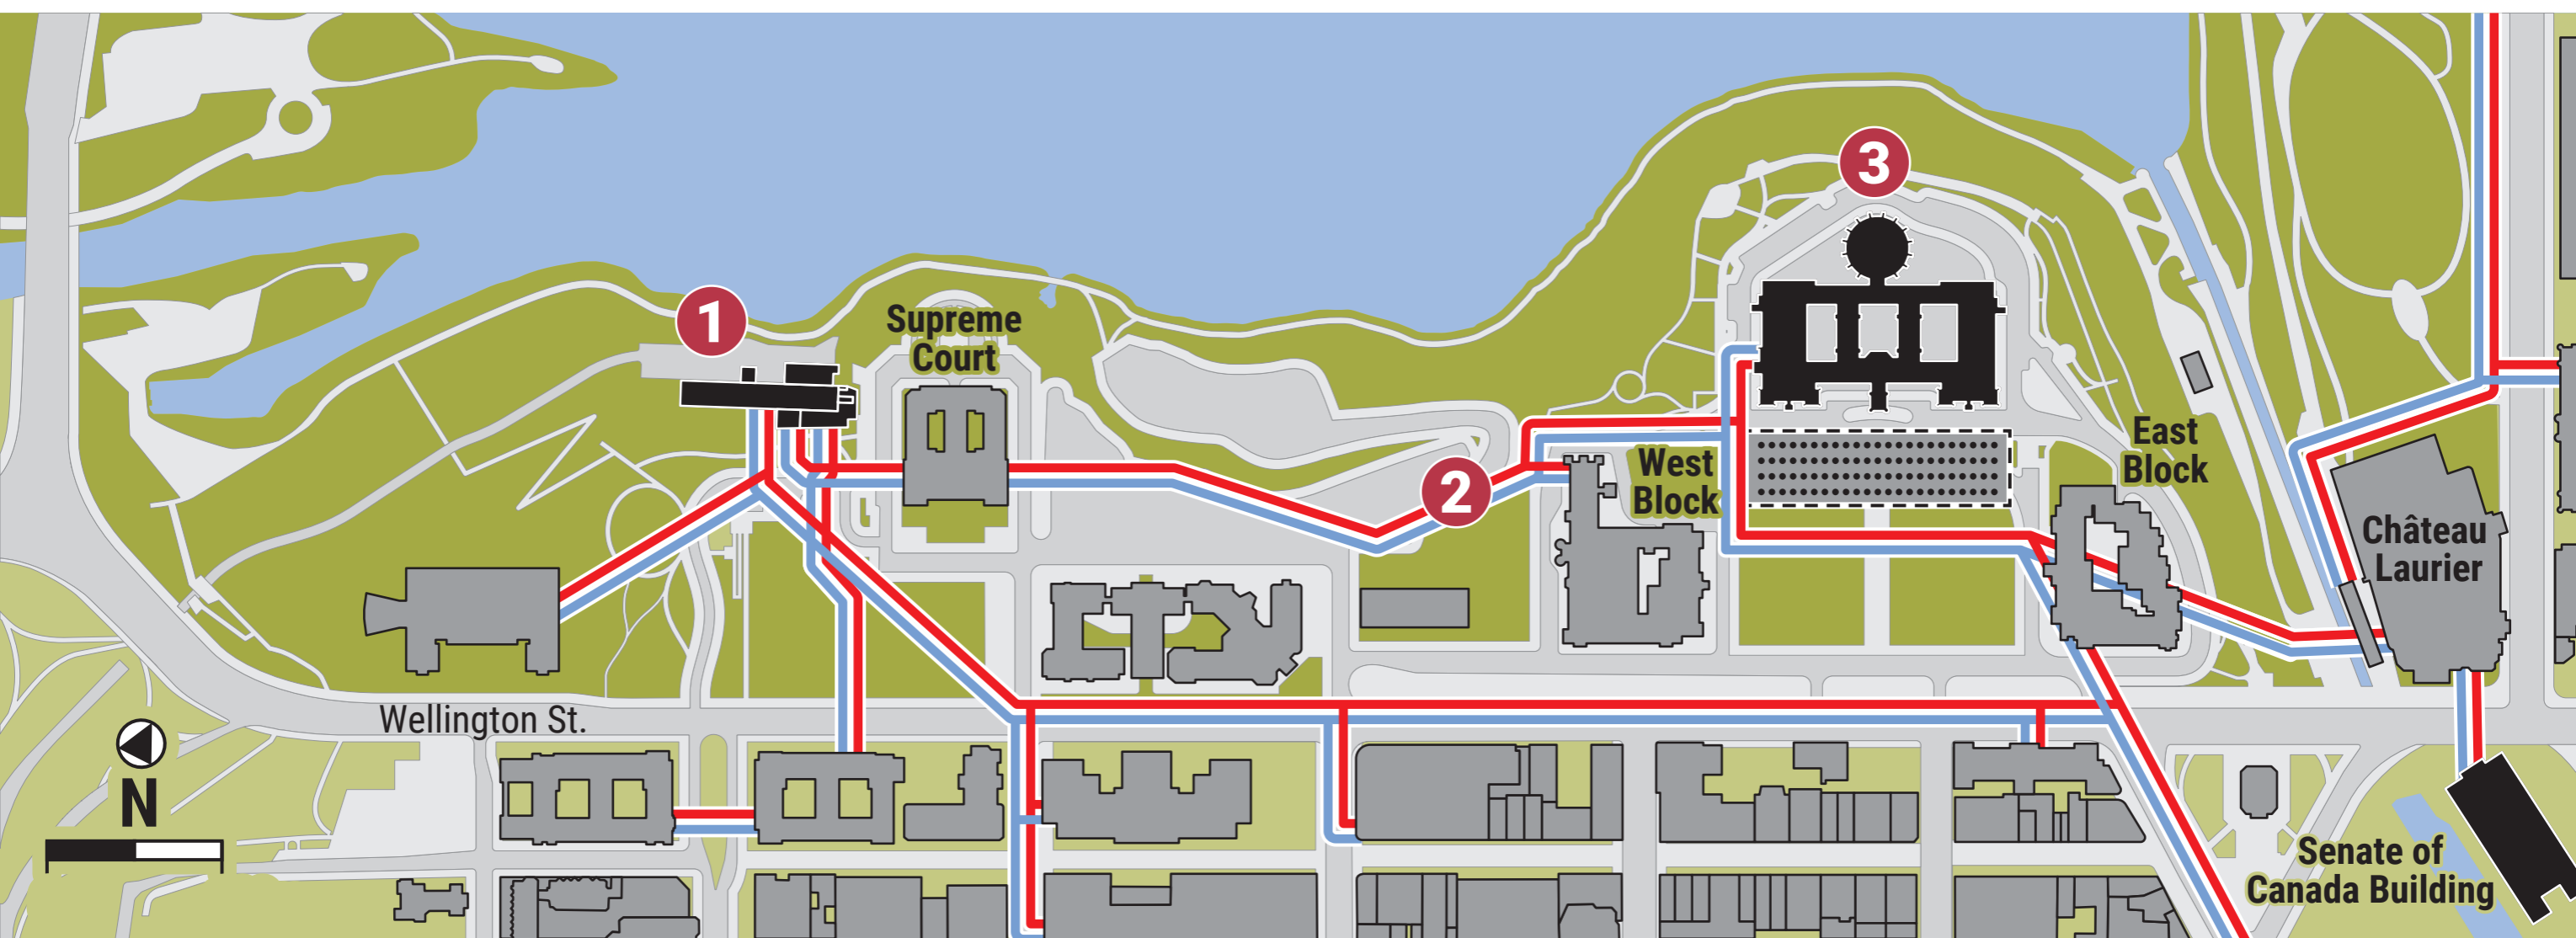 3
1
Supreme
Court
2
West
Block
East
Block
Château
Laurier
Wellington St.
N
Senate of
Canada Building